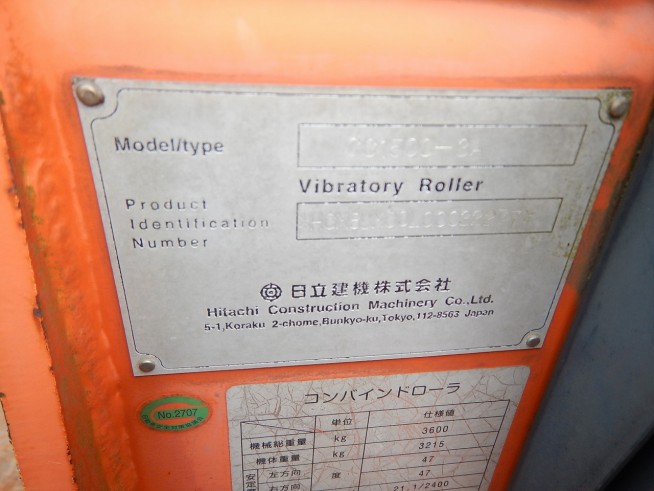 Model/type
Vibratory Roller
Product
Identification
Number
日立建機株式会社
Hitachi Construction Machinery Co.,Ltd.
5-1,Koraku 2-chome,Bunkyo-ku,Tokyo,112-8563 Japan
No.2707
コンバインドローラ
単位 仕様値
機械総重量 kg 3600
機体重量 kg 3215
左方向 度 47
右方向 47
21.1/2400